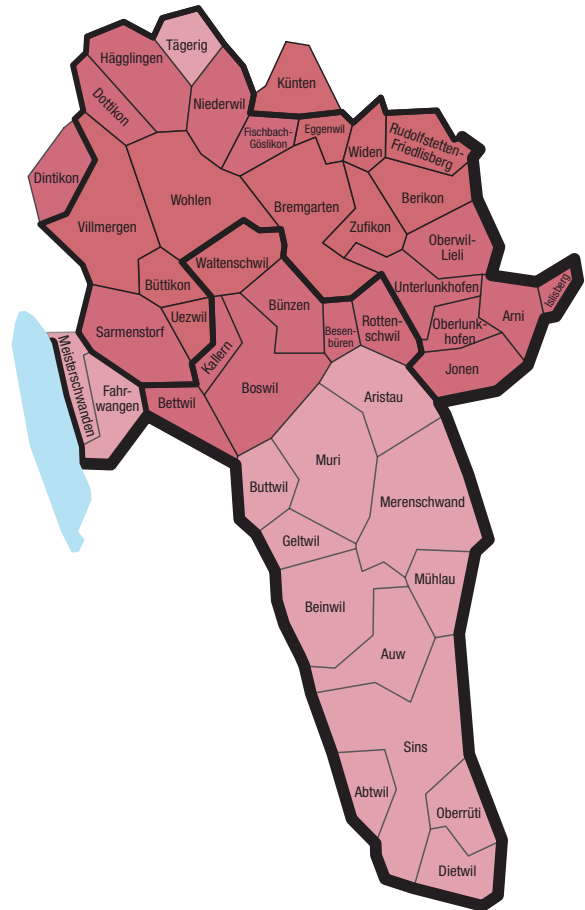 Tägerig
Hägglingen
Künten
Dottikon
Niederwil
Fischbach-
Göslikon
Eggenwil
Widen
Rudolfstetten-
Friedlisberg
Dintikon
Wohlen
Bremgarten
Berikon
Villmergen
Zufikon
Oberwil-
Lieli
Waltenschwil
Büttikon
Unterlunkhofen
Islisberg
Uezwil
Bünzen
Besen-
büren
Rotten-
schwil
Oberlunk-
hofen
Arni
Sarmenstorf
Kallern
Jonen
Meisterschwanden
Fahr-
wangen
Bettwil
Boswil
Aristau
Muri
Buttwil
Merenschwand
Geltwil
Mühlau
Beinwil
Auw
Sins
Abtwil
Oberrüti
Dietwil